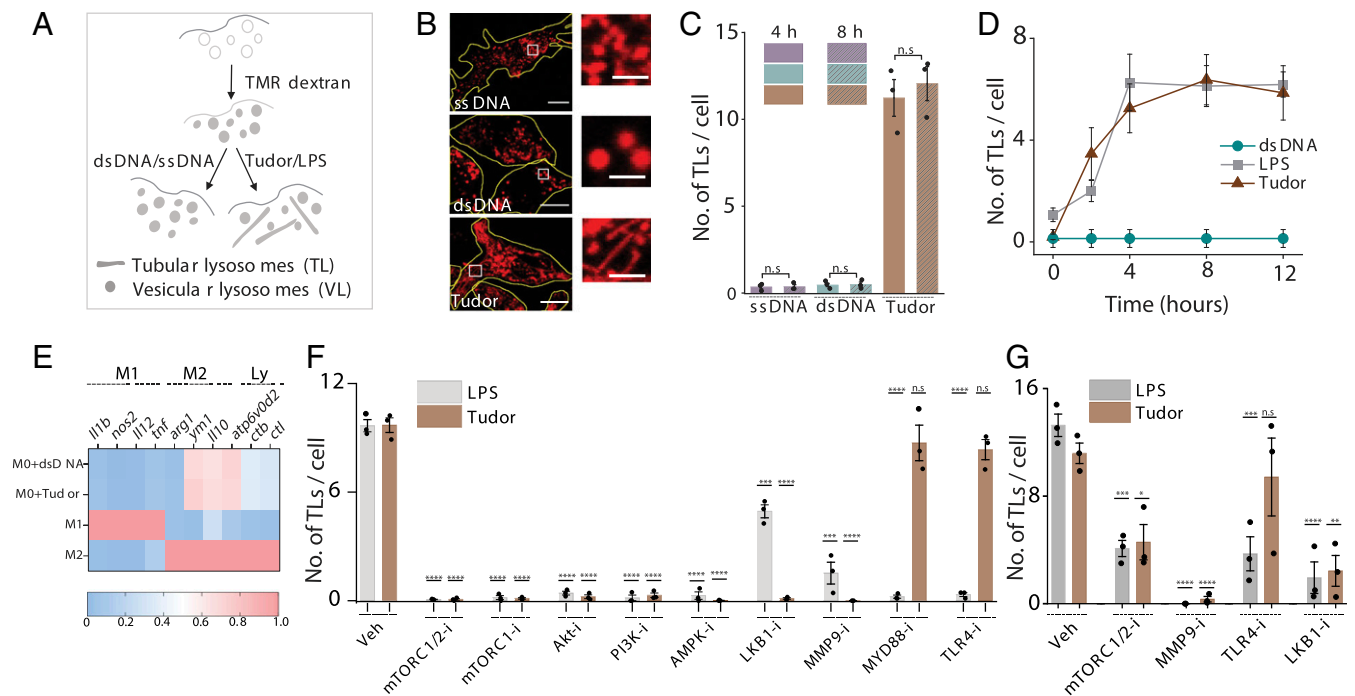 A
TMR dextran
dsDNA/ssDNA
Tudor/LPS
Tubular lysosomes (TL)
Vesicular lysosomes (VL)
B
ssDNA
dsDNA
Tudor
C
No. of TLs / cell
15
10
5
0
4 h
8 h
n.s
n.s
n.s
ssDNA
dsDNA
Tudor
D
No. of TLs / cell
8
4
0
dsDNA
LPS
Tudor
0
4
8
12
Time (hours)
E
M1
M2
Ly
Il1b
nos2
Il12
tnf
arg1
ym1
Il10
atp6v0d2
ctb
ctl
M0+dsDNA
M0+Tudor
M1
M2
0
0.2
0.4
0.6
0.8
1.0
F
No. of TLs / cell
12
6
0
LPS
Tudor
**** ****
**** ****
**** ****
**** ****
**** ****
*** ****
*** ****
**** n.s
**** n.s
Veh
mTORC1/2-i
mTORC1-i
Akt-i
PI3K-i
AMPK-i
LKB1-i
MMP9-i
MYD88-i
TLR4-i
G
No. of TLs / cell
16
8
0
LPS
Tudor
*** *
**** ****
*** n.s
**** **
Veh
mTORC1/2-i
MMP9-i
TLR4-i
LKB1-i